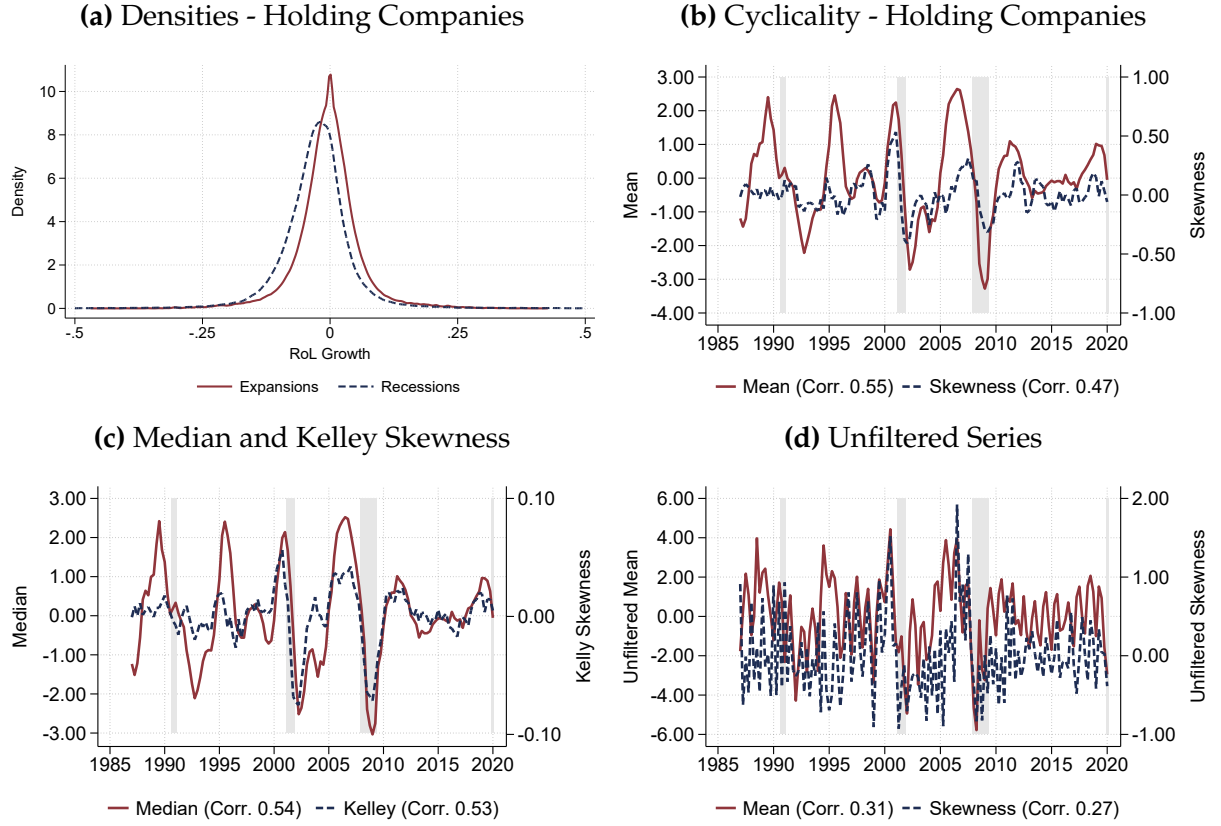 (a) Densities - Holding Companies
Density
10
8
6
4
2
0
-.5
-.25
0
.25
.5
RoL Growth
Expansions
Recessions
(b) Cyclicality - Holding Companies
Mean
3.00
2.00
1.00
0.00
-1.00
-2.00
-3.00
-4.00
1.00
0.50
0.00
-0.50
-1.00
Skewness
1985 1990 1995 2000 2005 2010 2015 2020
Mean (Corr. 0.55)
Skewness (Corr. 0.47)
(c) Median and Kelley Skewness
Median
3.00
2.00
1.00
0.00
-1.00
-2.00
-3.00
0.10
0.00
-0.10
Kelly Skewness
1985 1990 1995 2000 2005 2010 2015 2020
Median (Corr. 0.54)
Kelley (Corr. 0.53)
(d) Unfiltered Series
Unfiltered Mean
6.00
4.00
2.00
0.00
-2.00
-4.00
-6.00
2.00
1.00
0.00
-1.00
Unfiltered Skewness
1985 1990 1995 2000 2005 2010 2015 2020
Mean (Corr. 0.31)
Skewness (Corr. 0.27)